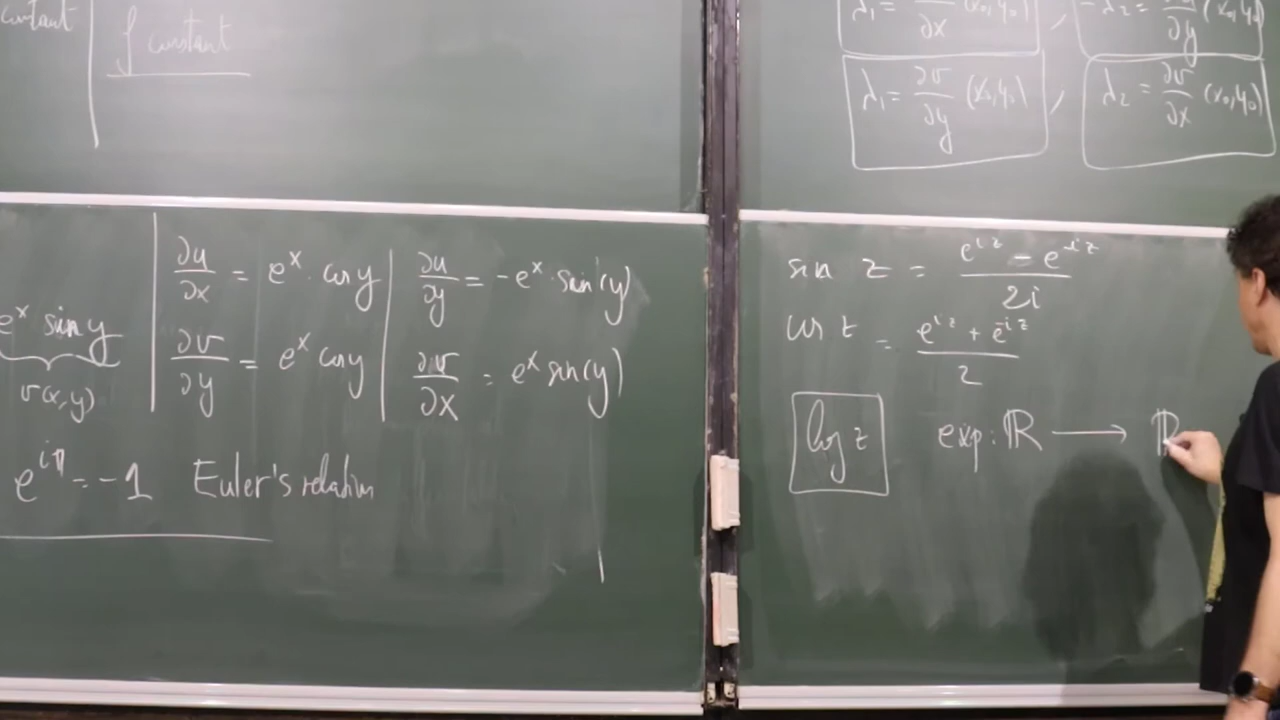 constant | f constant
λ₁ = ∂x (x₀,y₀) , -λ₂ = ∂y (x₀,y₀)
λ₁ = ∂v/∂y (x₀,y₀) , λ₂ = ∂v/∂x (x₀,y₀)
∂u/∂x = eˣ · cos y | ∂u/∂y = -eˣ · sin(y)
eˣ sin y
v(x,y)
∂v/∂y = eˣ cos y | ∂v/∂x = eˣ sin(y)
e^{iπ} = -1 Euler's relation
sin z = (e^{iz} - e^{-iz})/2i
cos z = (e^{iz} + e^{-iz})/2
log z exp: ℝ ⟶ ℝ